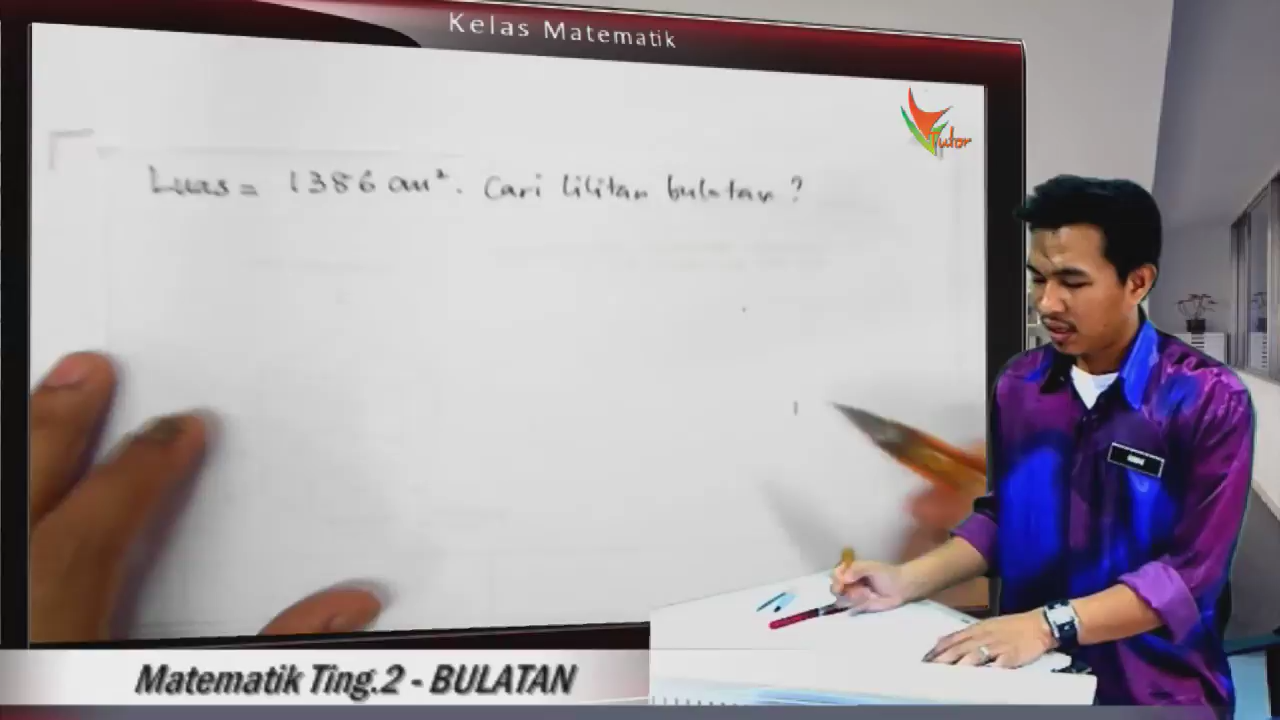 Kelas Matematik
Tutor
Luas = 1386 cm². Cari lilitan bulatan?
Matematik Ting.2 - BULATAN